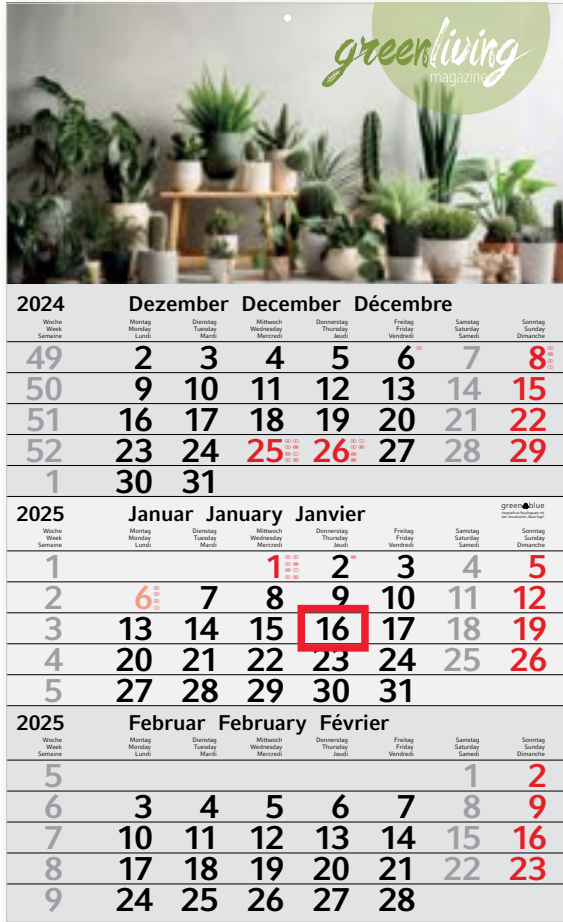 greenliving
magazine
2024 Dezember December Décembre
Woche Montag Dienstag Mittwoch Donnerstag Freitag Samstag Sonntag
Week Monday Tuesday Wednesday Thursday Friday Saturday Sunday
Semaine Lundi Mardi Mercredi Jeudi Vendredi Samedi Dimanche
49 2 3 4 5 6 7 8
50 9 10 11 12 13 14 15
51 16 17 18 19 20 21 22
52 23 24 25 26 27 28 29
1 30 31
2025 Januar January Janvier
greenblue
Woche Montag Dienstag Mittwoch Donnerstag Freitag Samstag Sonntag
Week Monday Tuesday Wednesday Thursday Friday Saturday Sunday
Semaine Lundi Mardi Mercredi Jeudi Vendredi Samedi Dimanche
1 1 2 3 4 5
2 6 7 8 9 10 11 12
3 13 14 15 16 17 18 19
4 20 21 22 23 24 25 26
5 27 28 29 30 31
2025 Februar February Février
Woche Montag Dienstag Mittwoch Donnerstag Freitag Samstag Sonntag
Week Monday Tuesday Wednesday Thursday Friday Saturday Sunday
Semaine Lundi Mardi Mercredi Jeudi Vendredi Samedi Dimanche
5 1 2
6 3 4 5 6 7 8 9
7 10 11 12 13 14 15 16
8 17 18 19 20 21 22 23
9 24 25 26 27 28